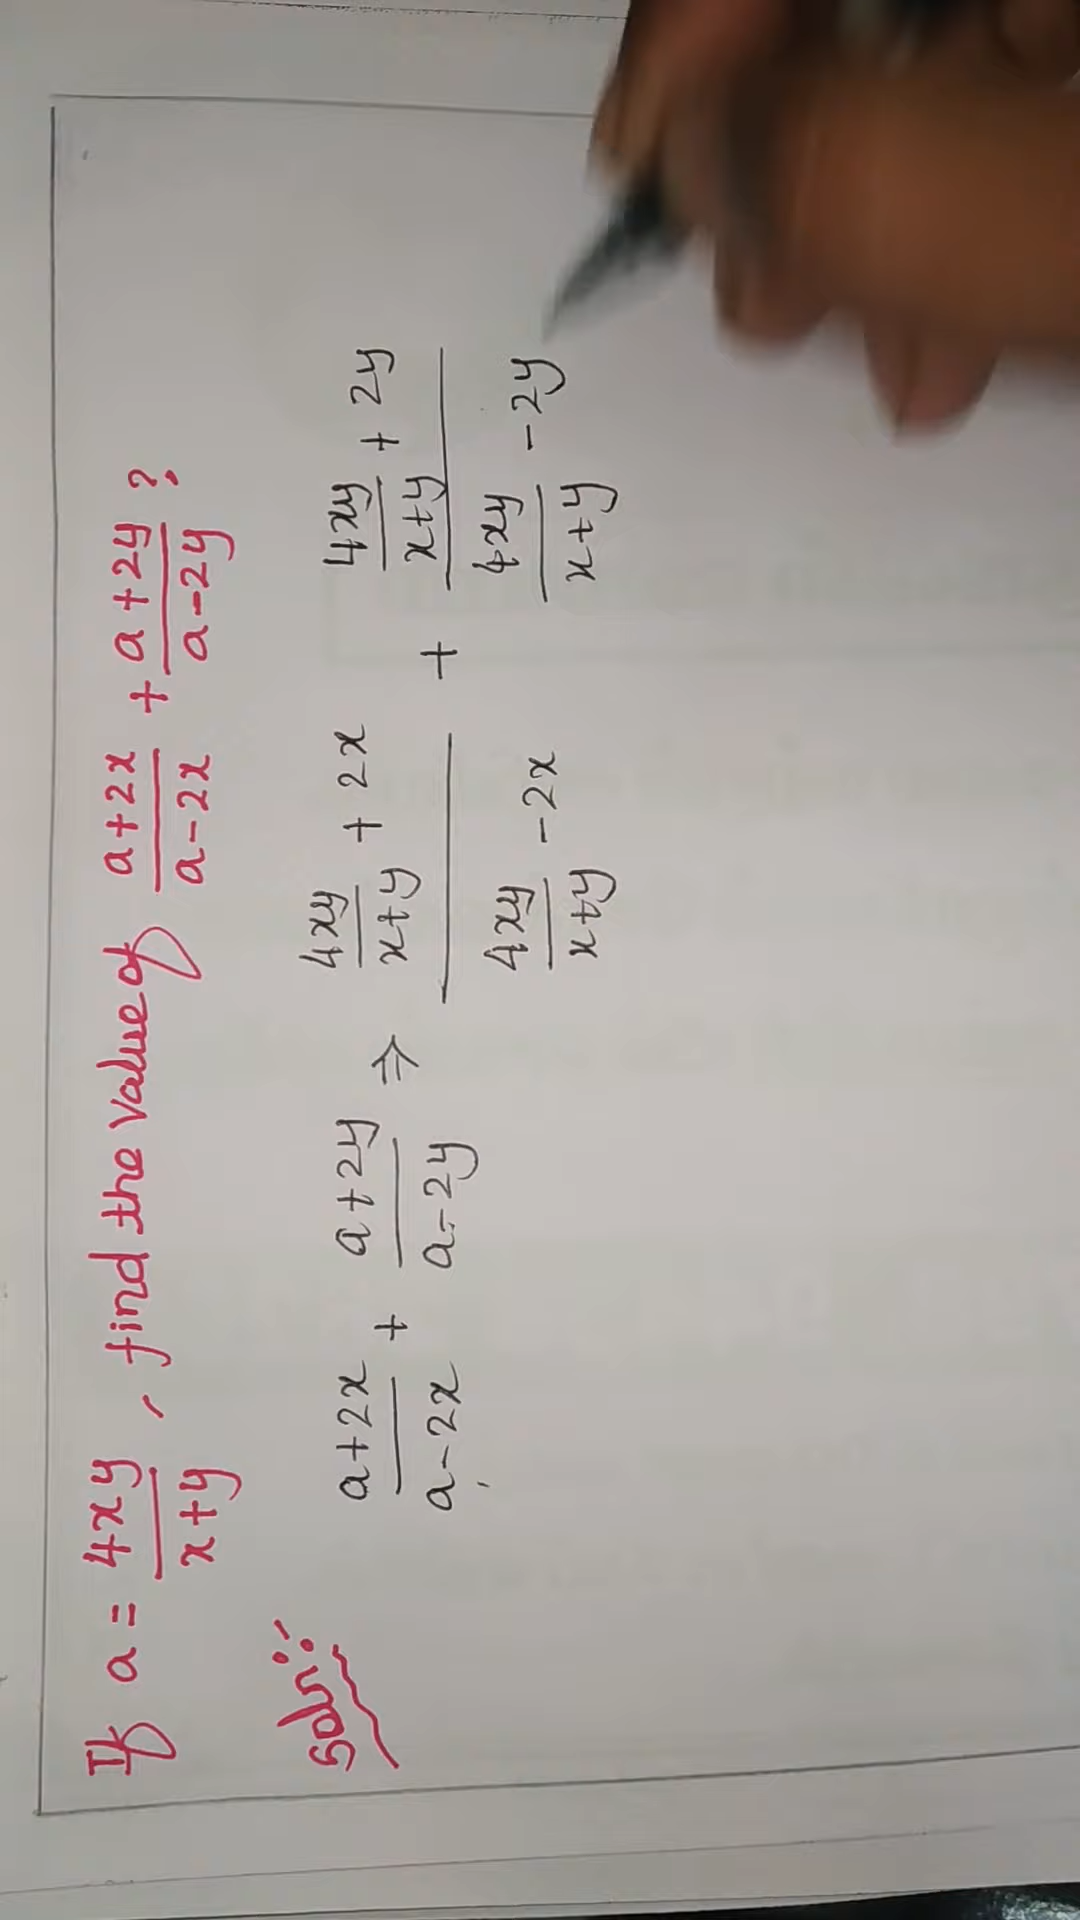 If a = 4xy/x+y , find the value of a+2x/a-2x + a+2y/a-2y ?
Soln:
a+2x/a-2x + a+2y/a-2y ⇒ (4xy/x+y + 2x)/(4xy/x+y - 2x) + (4xy/x+y + 2y)/(4xy/x+y - 2y)